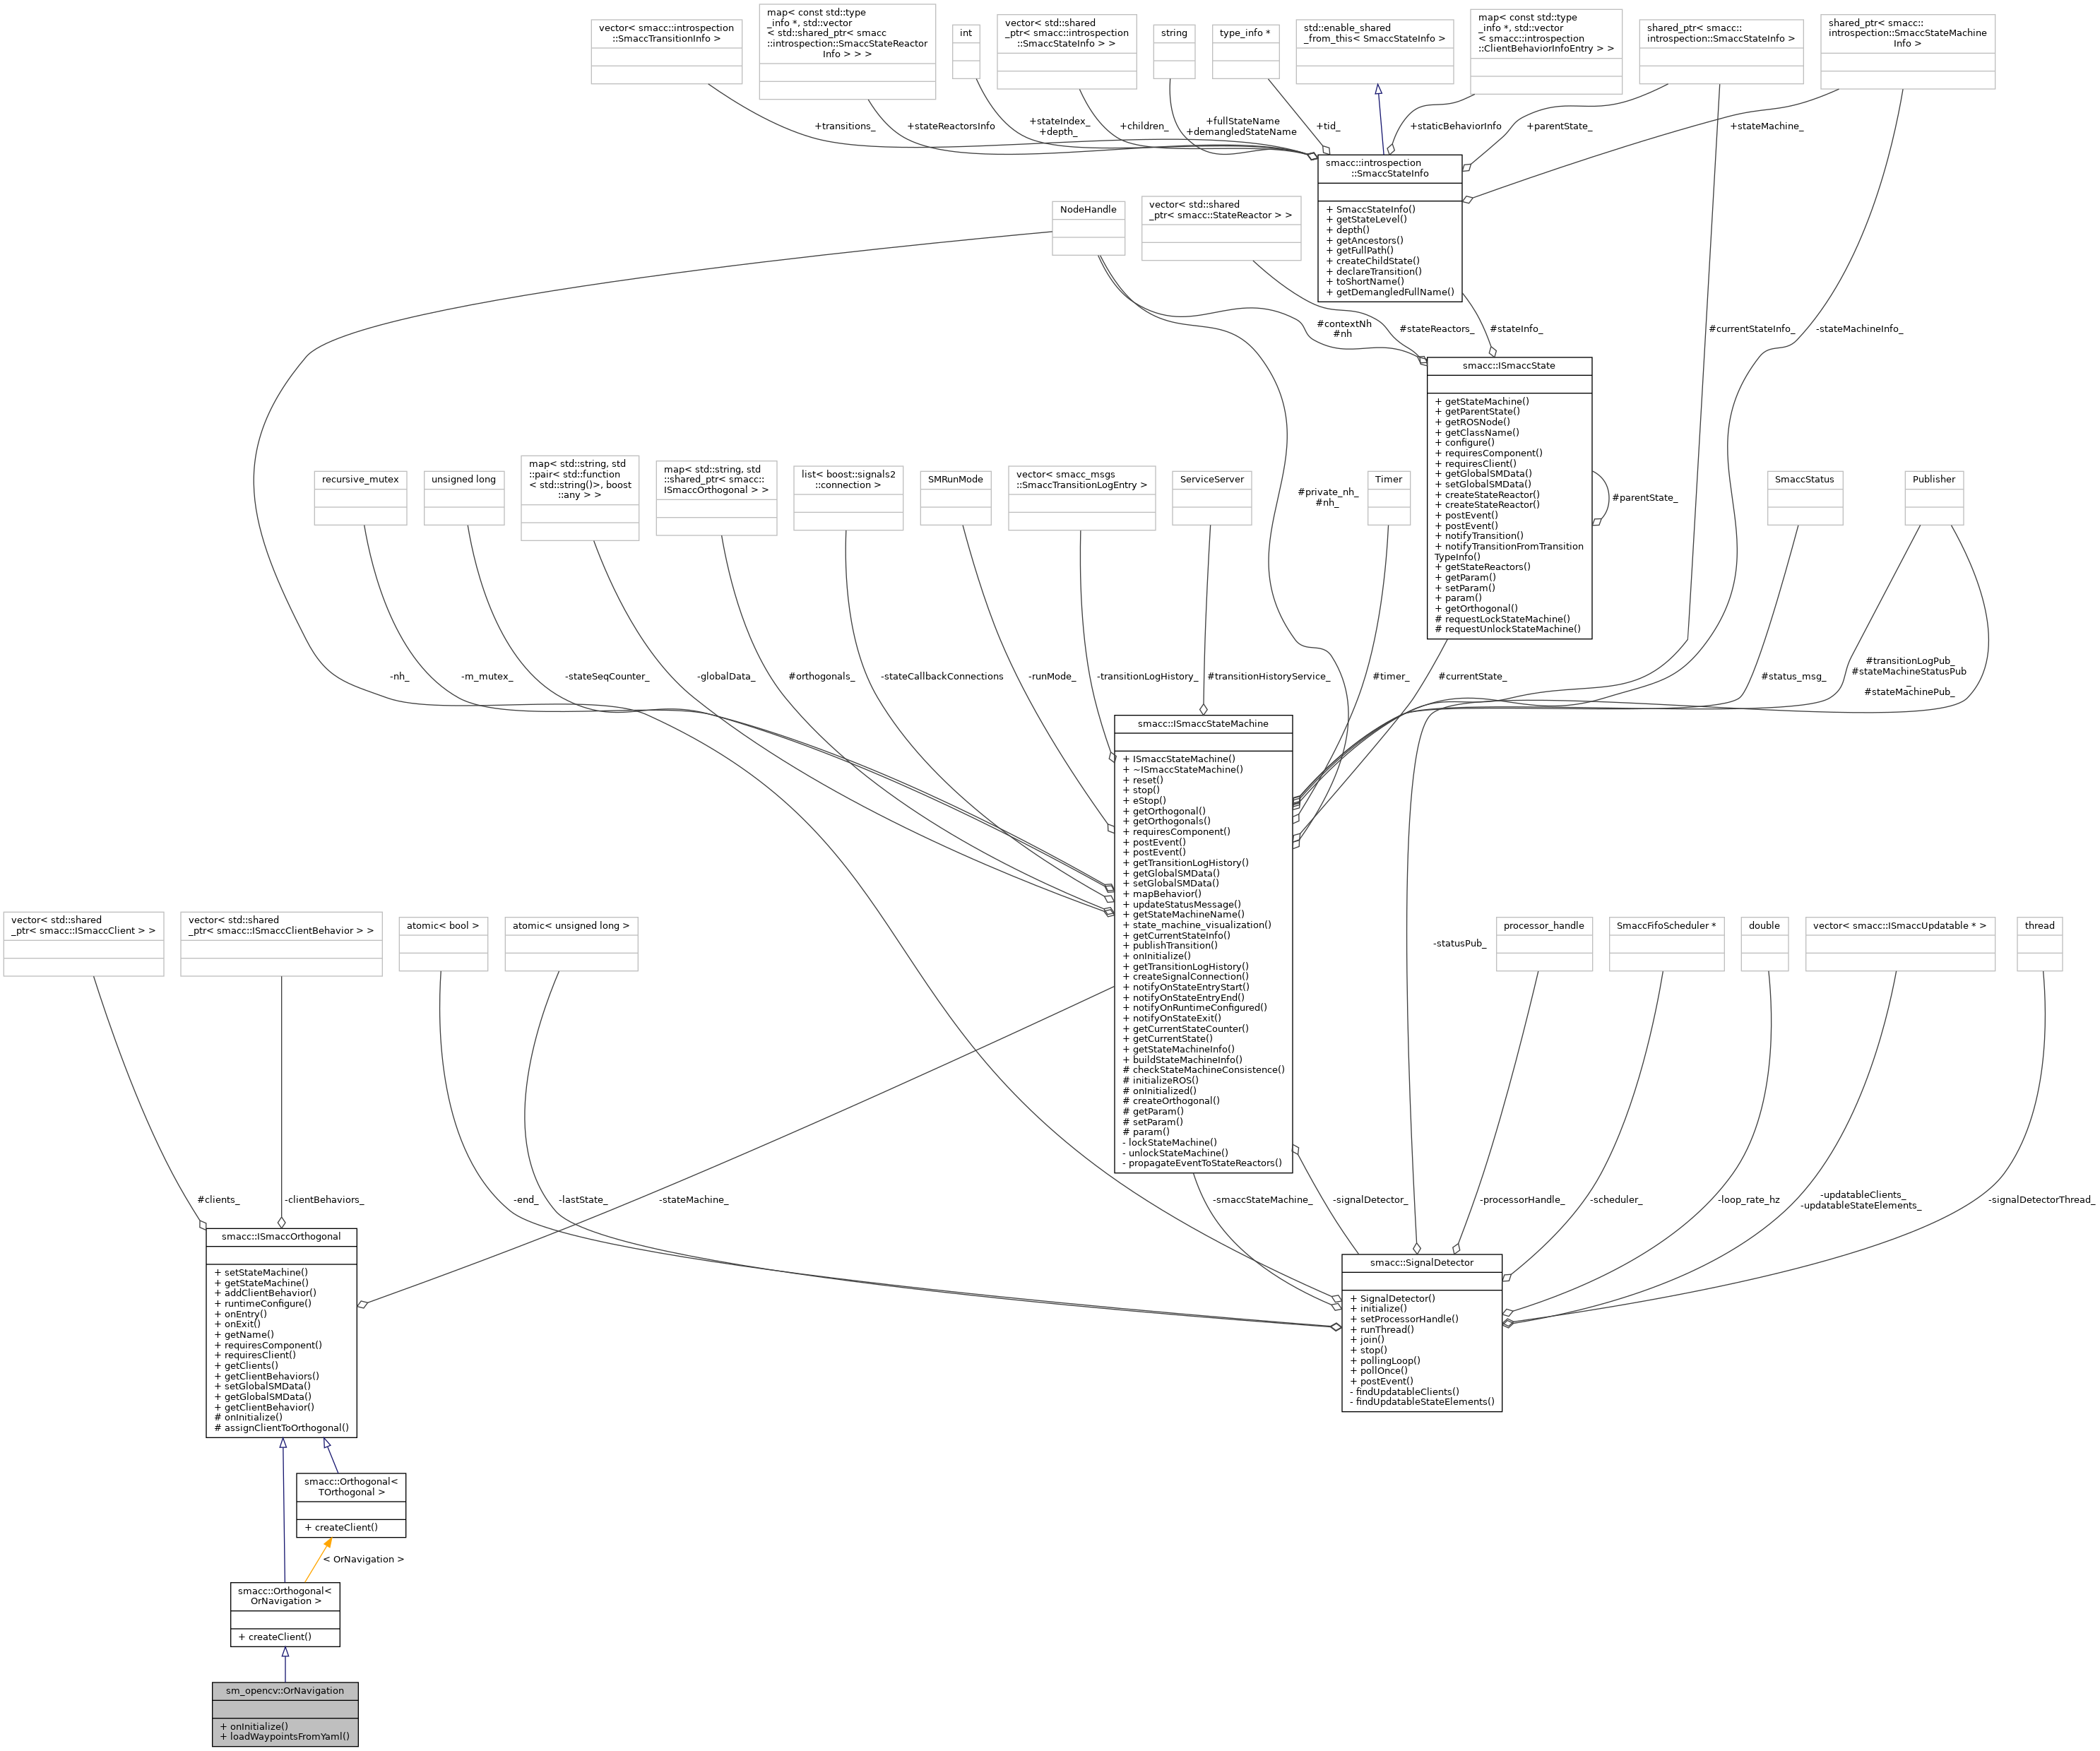 vector< smacc::introspection
::SmaccTransitionInfo >
map< const std::type
_info *, std::vector
< std::shared_ptr< smacc
::introspection::SmaccStateReactor
Info > > >
int
vector< std::shared
_ptr< smacc::introspection
::SmaccStateInfo > >
string
type_info *
std::enable_shared
_from_this< SmaccStateInfo >
map< const std::type
_info *, std::vector
< smacc::introspection
::ClientBehaviorInfoEntry > >
shared_ptr< smacc::
introspection::SmaccStateInfo >
shared_ptr< smacc::
introspection::SmaccStateMachine
Info >
+transitions_
+stateReactorsInfo
+stateIndex_
+depth_
+children_
+fullStateName
+demangledStateName
+tid_
+staticBehaviorInfo
+parentState_
+stateMachine_
smacc::introspection
::SmaccStateInfo
+ SmaccStateInfo()
+ getStateLevel()
+ depth()
+ getAncestors()
+ getFullPath()
+ createChildState()
+ declareTransition()
+ toShortName()
+ getDemangledFullName()
NodeHandle
vector< std::shared
_ptr< smacc::StateReactor > >
#contextNh
#nh
#stateReactors_
#stateInfo_
#currentStateInfo_
-stateMachineInfo_
smacc::ISmaccState
+ getStateMachine()
+ getParentState()
+ getROSNode()
+ getClassName()
+ configure()
+ requiresComponent()
+ requiresClient()
+ getGlobalSMData()
+ setGlobalSMData()
+ createStateReactor()
+ createStateReactor()
+ postEvent()
+ postEvent()
+ notifyTransition()
+ notifyTransitionFromTransition
TypeInfo()
+ getStateReactors()
+ getParam()
+ setParam()
+ param()
+ getOrthogonal()
# requestLockStateMachine()
# requestUnlockStateMachine()
#parentState_
recursive_mutex
unsigned long
map< std::string, std
::pair< std::function
< std::string()>, boost
::any > >
map< std::string, std
::shared_ptr< smacc::
ISmaccOrthogonal > >
list< boost::signals2
::connection >
SMRunMode
vector< smacc_msgs
::SmaccTransitionLogEntry >
ServiceServer
#private_nh_
#nh_
Timer
SmaccStatus
Publisher
-nh_
-m_mutex_
-stateSeqCounter_
-globalData_
#orthogonals_
-stateCallbackConnections
-runMode_
-transitionLogHistory_
#transitionHistoryService_
#timer_
#currentState_
#status_msg_
#transitionLogPub_
#stateMachineStatusPub
_
#stateMachinePub_
smacc::ISmaccStateMachine
+ ISmaccStateMachine()
+ ~ISmaccStateMachine()
+ reset()
+ stop()
+ eStop()
+ getOrthogonal()
+ getOrthogonals()
+ requiresComponent()
+ postEvent()
+ postEvent()
+ getTransitionLogHistory()
+ getGlobalSMData()
+ setGlobalSMData()
+ mapBehavior()
+ updateStatusMessage()
+ getStateMachineName()
+ state_machine_visualization()
+ getCurrentStateInfo()
+ publishTransition()
+ onInitialize()
+ getTransitionLogHistory()
+ createSignalConnection()
+ notifyOnStateEntryStart()
+ notifyOnStateEntryEnd()
+ notifyOnRuntimeConfigured()
+ notifyOnStateExit()
+ getCurrentStateCounter()
+ getCurrentState()
+ getStateMachineInfo()
+ buildStateMachineInfo()
# checkStateMachineConsistence()
# initializeROS()
# onInitialized()
# createOrthogonal()
# getParam()
# setParam()
# param()
- lockStateMachine()
- unlockStateMachine()
- propagateEventToStateReactors()
vector< std::shared
_ptr< smacc::ISmaccClient > >
vector< std::shared
_ptr< smacc::ISmaccClientBehavior > >
atomic< bool >
atomic< unsigned long >
-statusPub_
processor_handle
SmaccFifoScheduler *
double
vector< smacc::ISmaccUpdatable * >
thread
#clients_
-clientBehaviors_
-stateMachine_
-end_
-lastState_
-smaccStateMachine_
-signalDetector_
-processorHandle_
-scheduler_
-loop_rate_hz
-updatableClients_
-updatableStateElements_
-signalDetectorThread_
smacc::ISmaccOrthogonal
+ setStateMachine()
+ getStateMachine()
+ addClientBehavior()
+ runtimeConfigure()
+ onEntry()
+ onExit()
+ getName()
+ requiresComponent()
+ requiresClient()
+ getClients()
+ getClientBehaviors()
+ setGlobalSMData()
+ getGlobalSMData()
+ getClientBehavior()
# onInitialize()
# assignClientToOrthogonal()
smacc::SignalDetector
+ SignalDetector()
+ initialize()
+ setProcessorHandle()
+ runThread()
+ join()
+ stop()
+ pollingLoop()
+ pollOnce()
+ postEvent()
- findUpdatableClients()
- findUpdatableStateElements()
smacc::Orthogonal<
TOrthogonal >
+ createClient()
< OrNavigation >
smacc::Orthogonal<
OrNavigation >
+ createClient()
sm_opencv::OrNavigation
+ onInitialize()
+ loadWaypointsFromYaml()